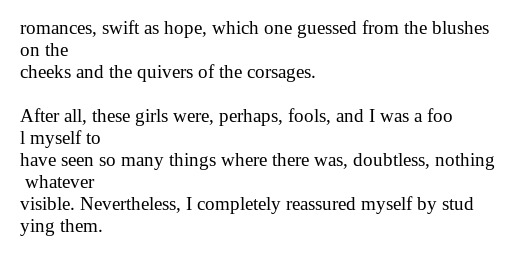 romances, swift as hope, which one guessed from the blushes
on the
cheeks and the quivers of the corsages.

After all, these girls were, perhaps, fools, and I was a foo
l myself to
have seen so many things where there was, doubtless, nothing
 whatever
visible. Nevertheless, I completely reassured myself by stud
ying them.